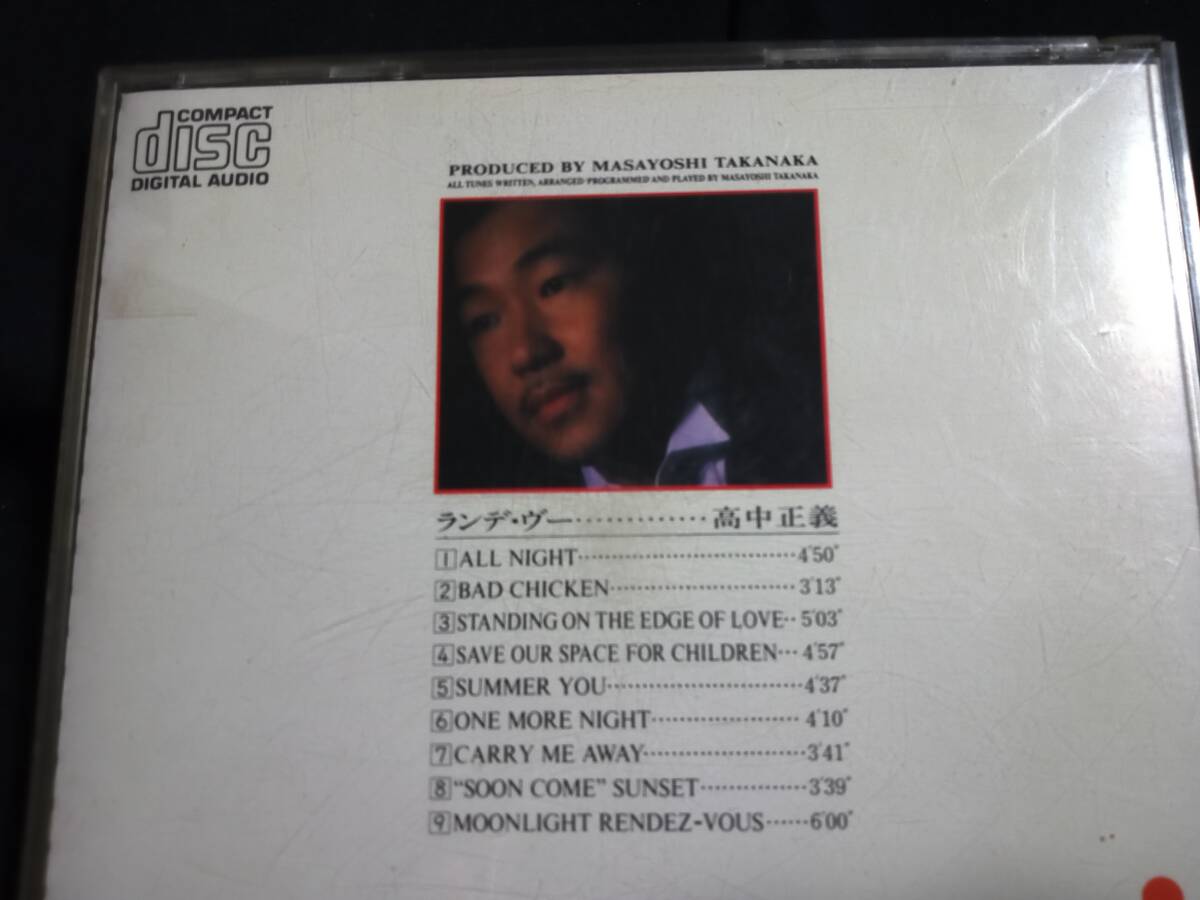 COMPACT
disc
DIGITAL AUDIO
PRODUCED BY MASAYOSHI TAKANAKA
ALL TUNES WRITTEN, ARRANGED PROGRAMMED AND PLAYED BY MASAYOSHI TAKANAKA
ランデ・ヴー・・・・・・・・・・・・・高中正義
1 ALL NIGHT 4'50"
2 BAD CHICKEN 3'13"
3 STANDING ON THE EDGE OF LOVE 5'03"
4 SAVE OUR SPACE FOR CHILDREN 4'57"
5 SUMMER YOU 4'37"
6 ONE MORE NIGHT 4'10"
7 CARRY ME AWAY 3'41"
8 "SOON COME" SUNSET 3'39"
9 MOONLIGHT RENDEZ-VOUS 6'00"